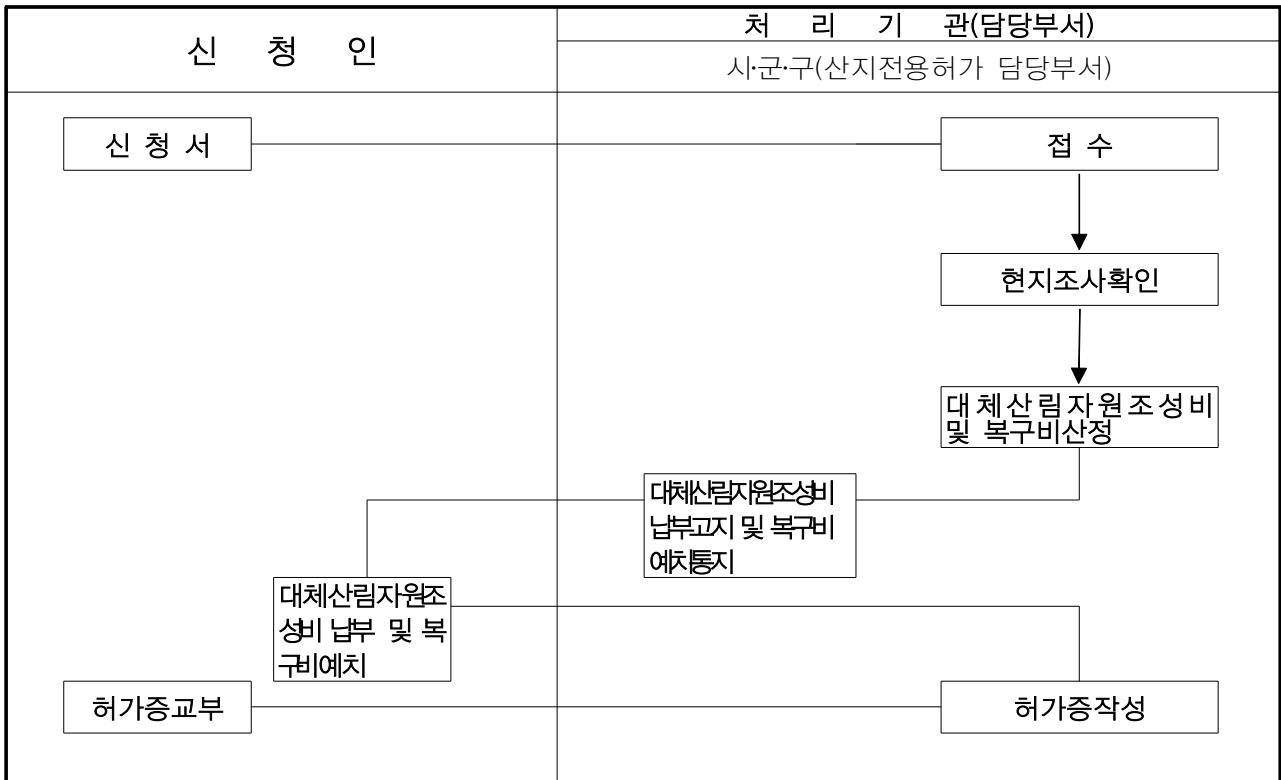 신 청 인
처 리 기 관(담당부서)
시·군·구(산지전용허가 담당부서)
신 청 서
접 수
현지조사확인
대체산림자원조성비
및 복구비산정
대체산림자원조성비
납부고지 및 복구비
예치통지
대체산림자원조
성비 납부 및 복
구비예치
허가증교부
허가증작성